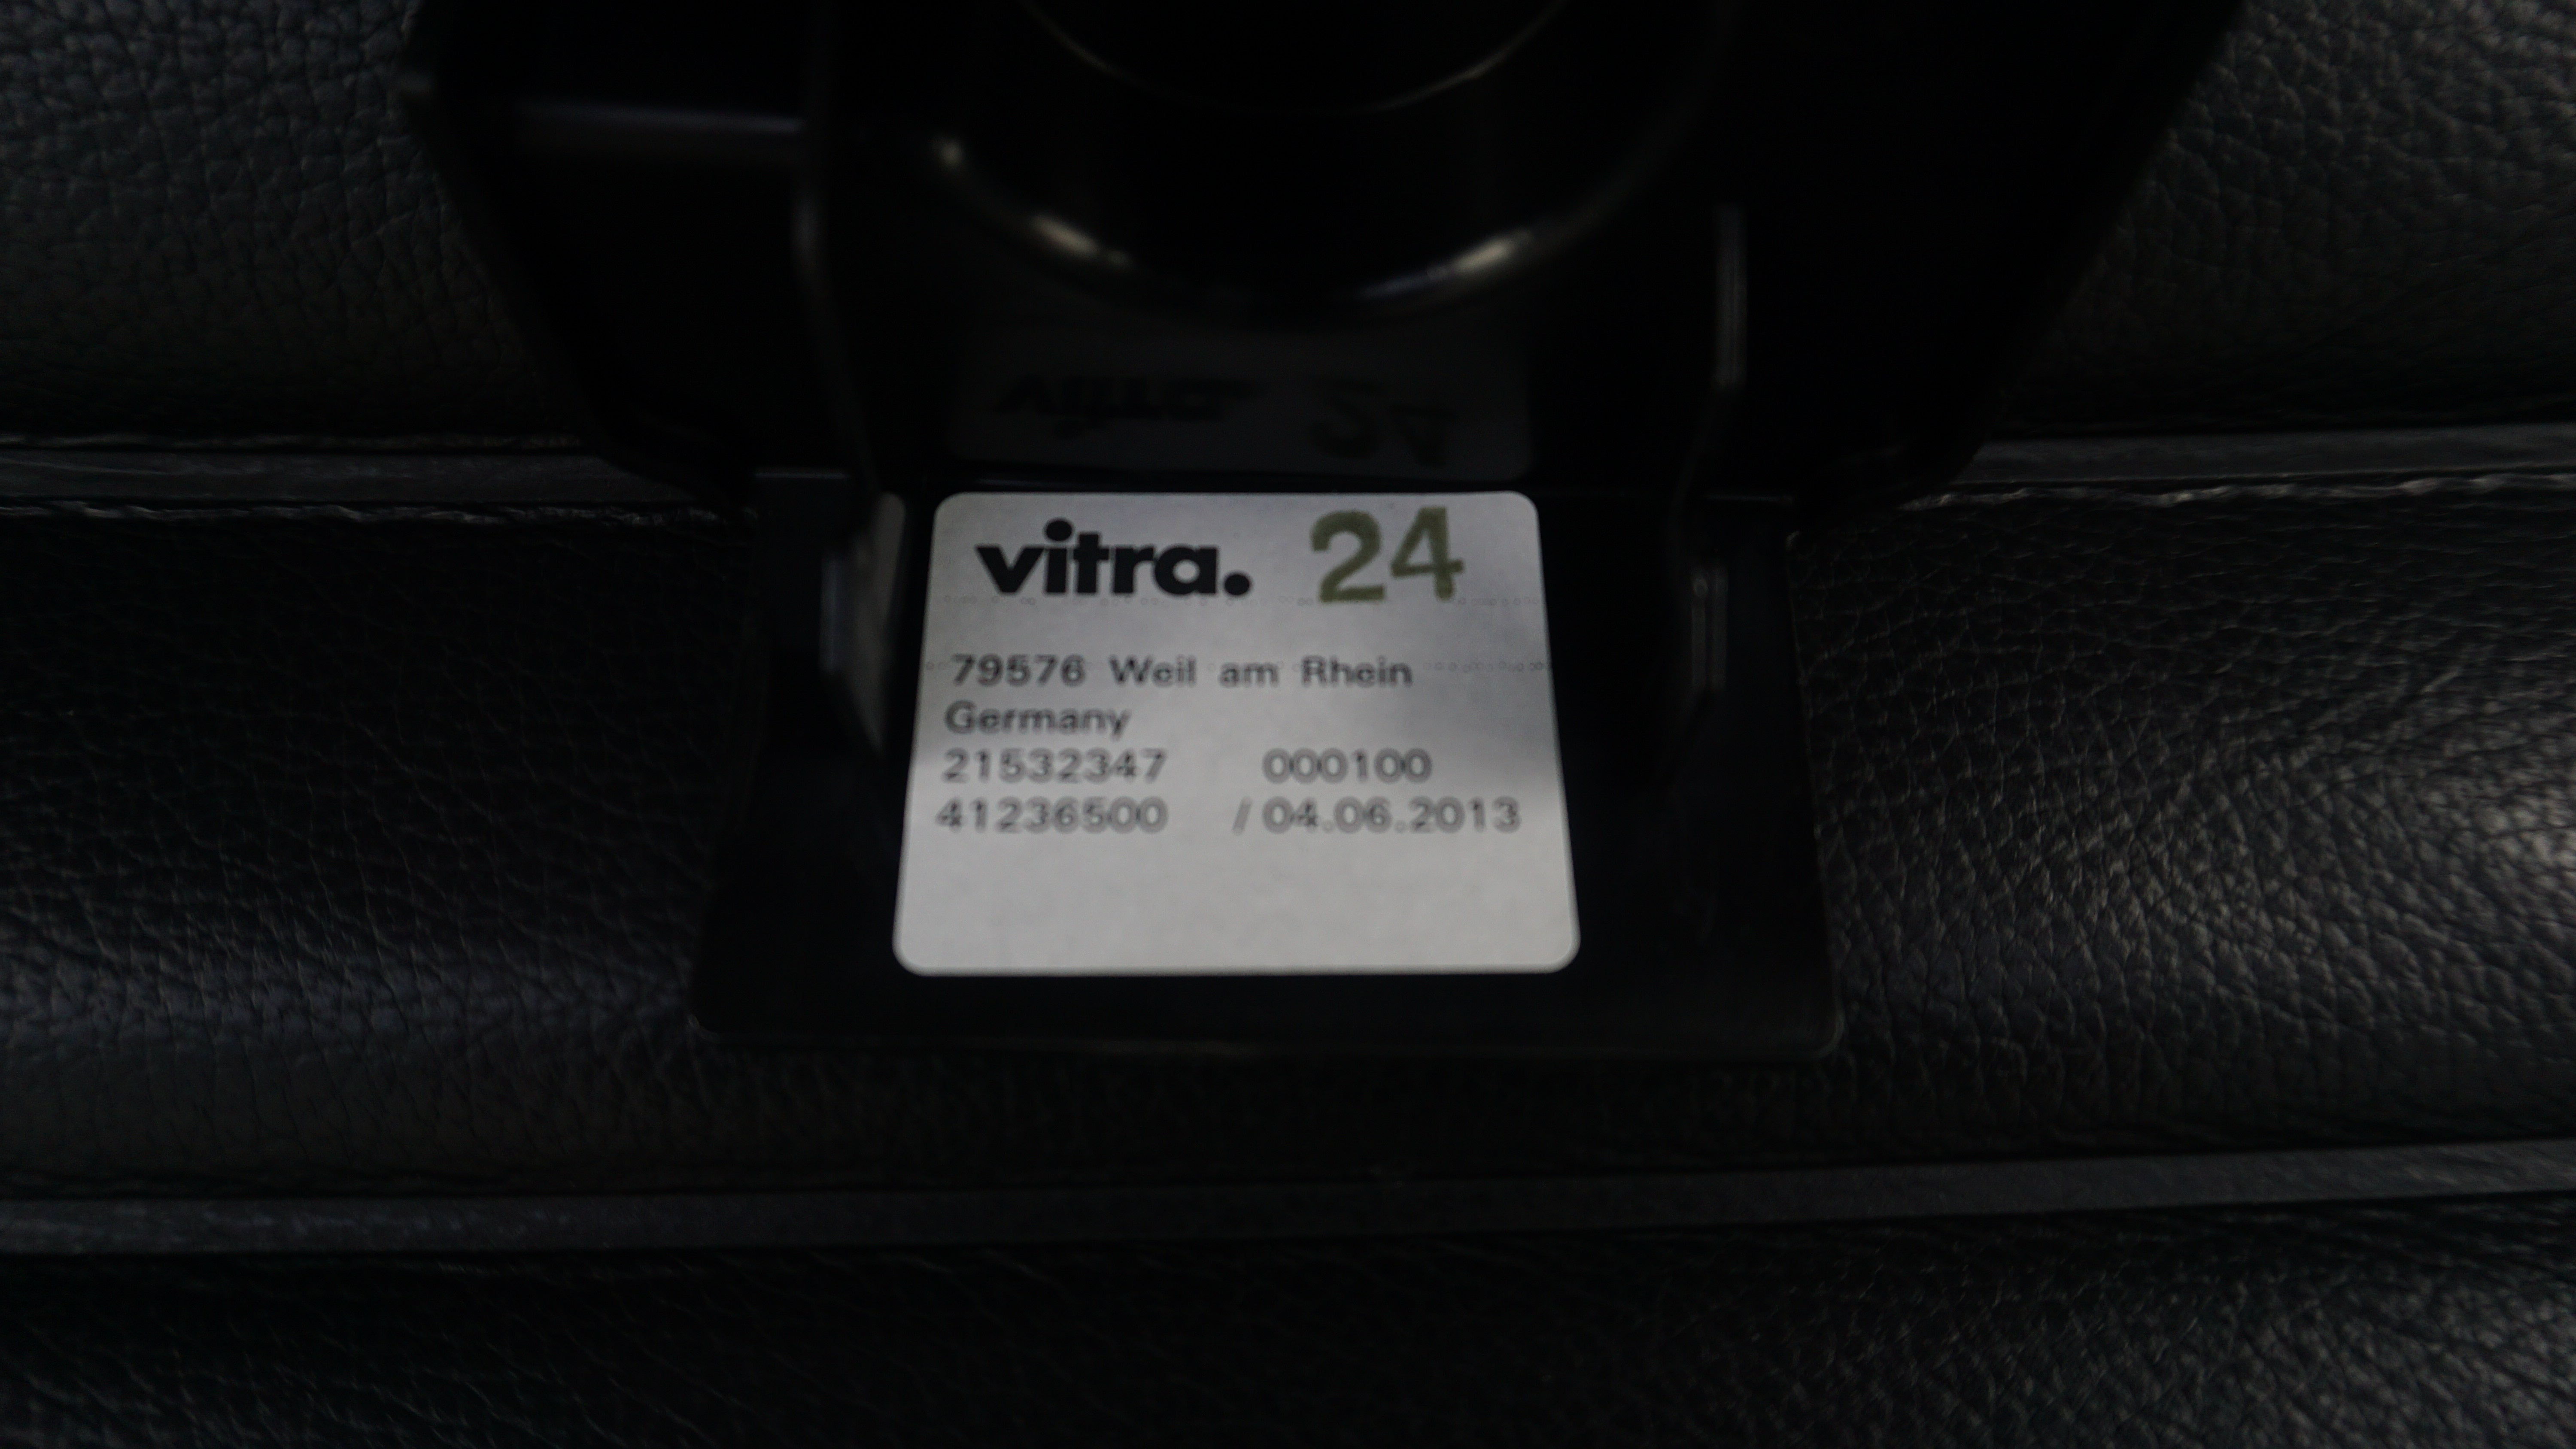 vitra. 24
79576 Weil am Rhein
Germany
21532347 000100
41236500 / 04.06.2013